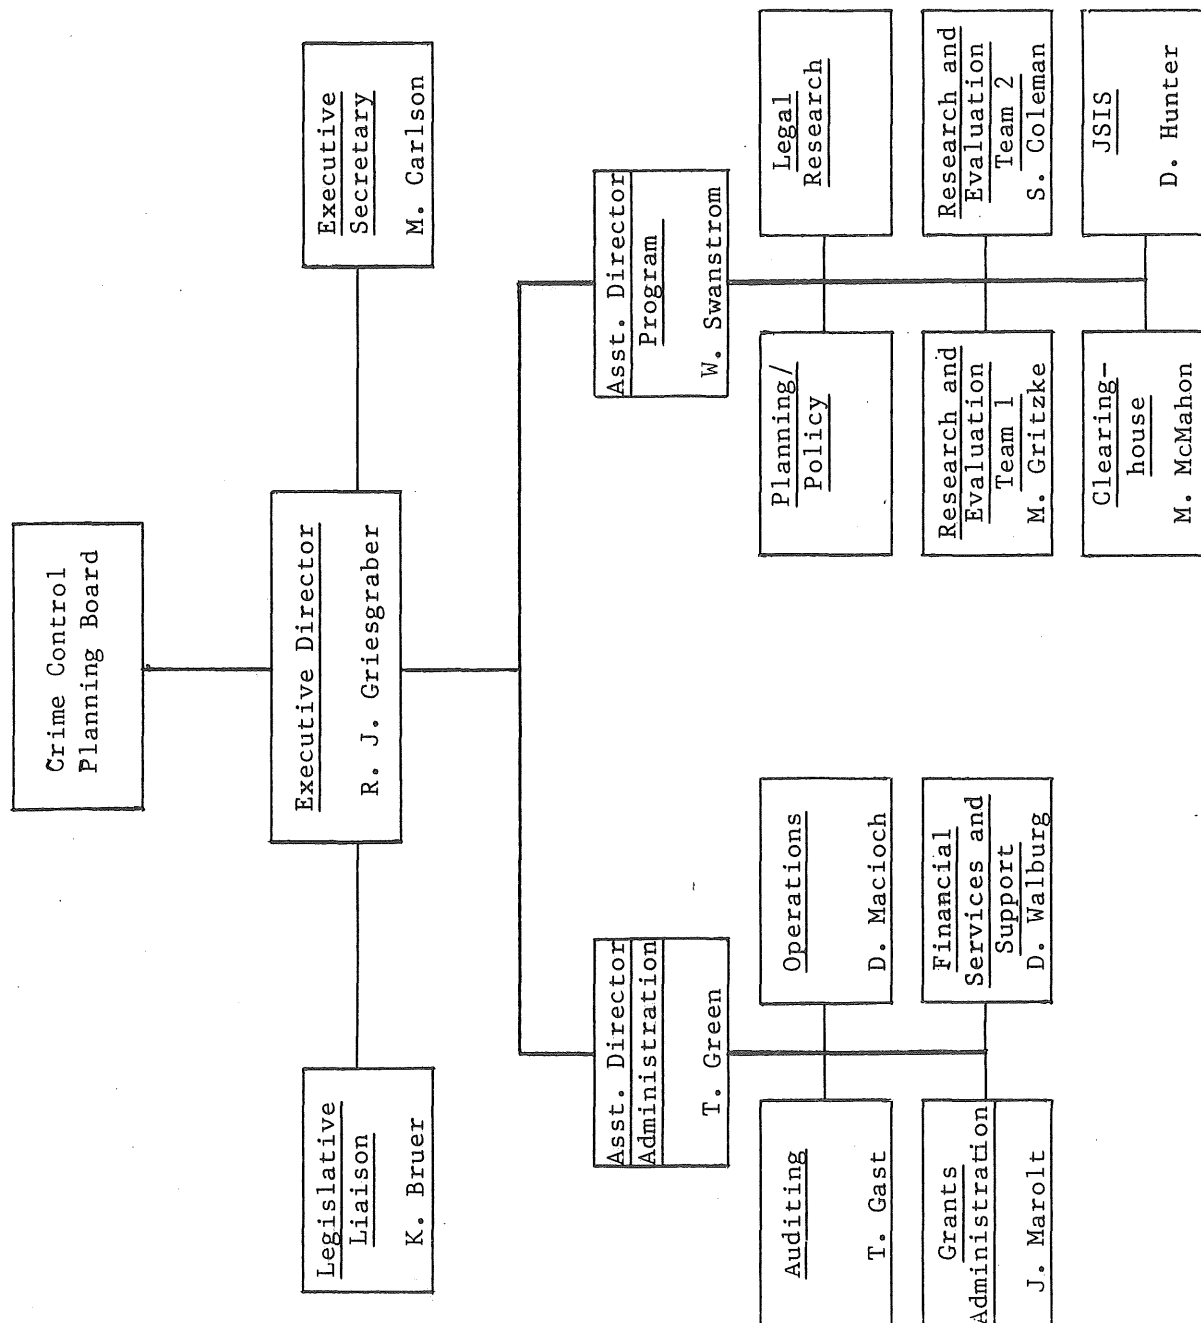 Crime Control
Planning Board
Executive Director
R. J. Griesgraber
Legislative
Liaison
K. Bruer
Executive
Secretary
M. Carlson
Asst. Director
Administration
T. Green
Asst. Director
Program
W. Swanstrom
Auditing
T. Gast
Operations
D. Macioch
Grants
Administration
J. Marolt
Financial
Services and
Support
D. Walburg
Planning/
Policy
Legal
Research
Research and
Evaluation
Team 1
M. Gritzke
Research and
Evaluation
Team 2
S. Coleman
Clearing-
house
M. McMahon
JSIS
D. Hunter